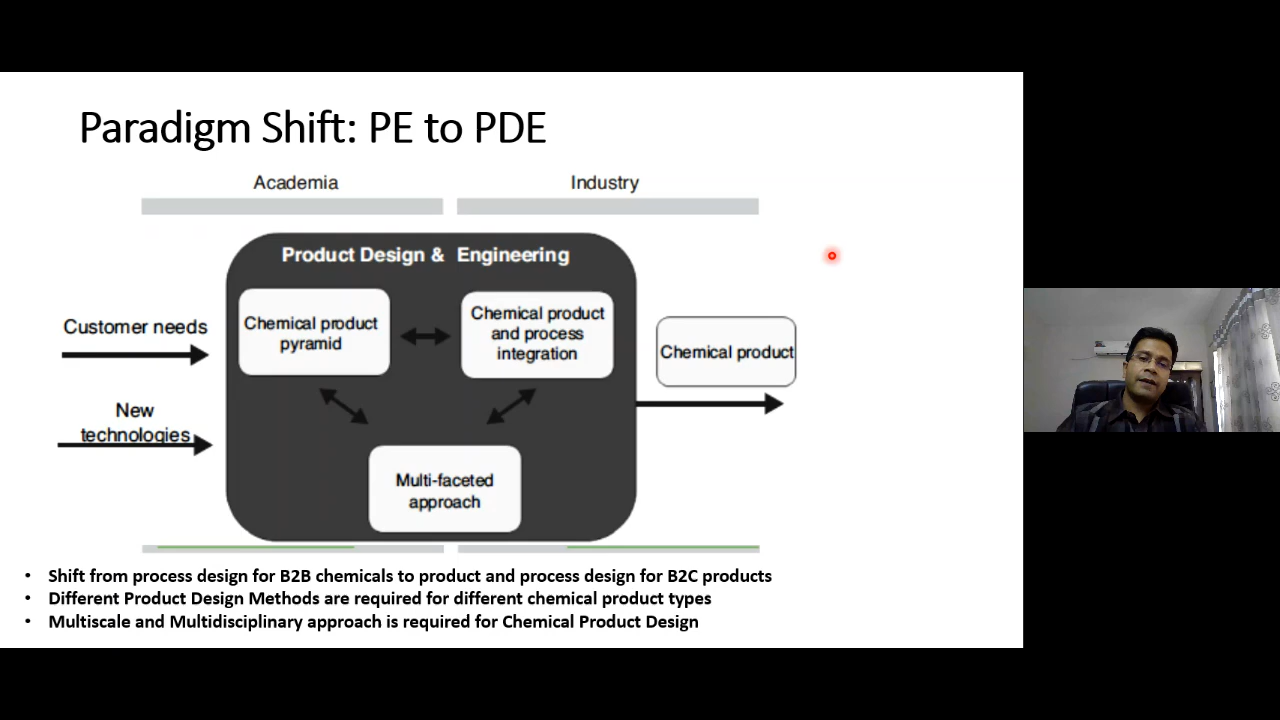 Paradigm Shift: PE to PDE
Academia
Industry
Product Design & Engineering
Customer needs
Chemical product
pyramid
Chemical product
and process
integration
Chemical product
New
technologies
Multi-faceted
approach
• Shift from process design for B2B chemicals to product and process design for B2C products
• Different Product Design Methods are required for different chemical product types
• Multiscale and Multidisciplinary approach is required for Chemical Product Design